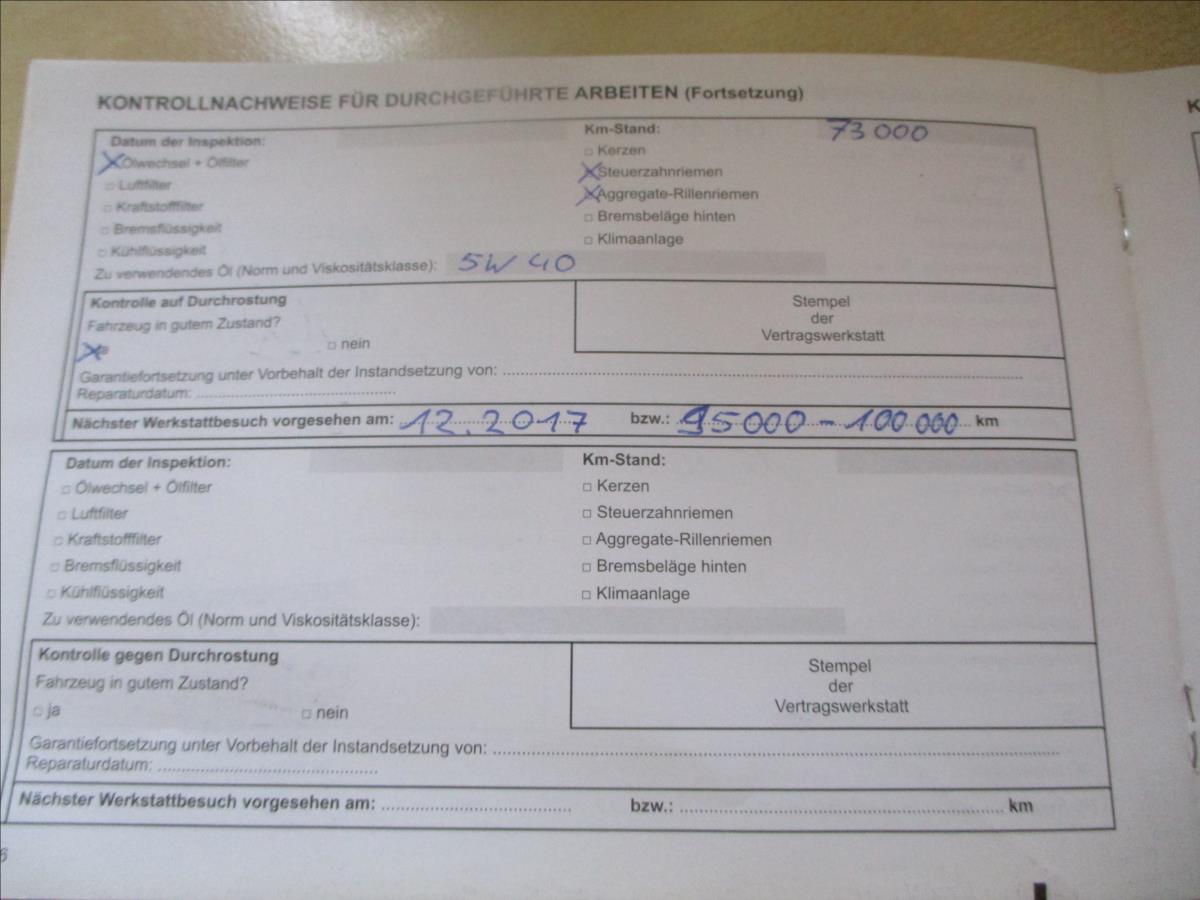 KONTROLLNACHWEISE FÜR DURCHGEFÜHRTE ARBEITEN (Fortsetzung)
Datum der Inspektion: Km-Stand: 73 000
Ölwechsel + Ölfilter □ Kerzen
□ Luftfilter Steuerzahnriemen
□ Kraftstofffilter Aggregate-Rillenriemen
□ Bremsflüssigkeit □ Bremsbeläge hinten
□ Kühlflüssigkeit □ Klimaanlage
Zu verwendendes Öl (Norm und Viskositätsklasse): 5W 40
Kontrolle auf Durchrostung
Fahrzeug in gutem Zustand?
ja □ nein
Stempel
der
Vertragswerkstatt
Garantiefortsetzung unter Vorbehalt der Instandsetzung von:
Reparaturdatum:
Nächster Werkstattbesuch vorgesehen am: 12.2017 bzw.: 95000 - 100 000 km
Datum der Inspektion: Km-Stand:
□ Ölwechsel + Ölfilter □ Kerzen
□ Luftfilter □ Steuerzahnriemen
□ Kraftstofffilter □ Aggregate-Rillenriemen
□ Bremsflüssigkeit □ Bremsbeläge hinten
□ Kühlflüssigkeit □ Klimaanlage
Zu verwendendes Öl (Norm und Viskositätsklasse):
Kontrolle gegen Durchrostung
Fahrzeug in gutem Zustand?
□ ja □ nein
Stempel
der
Vertragswerkstatt
Garantiefortsetzung unter Vorbehalt der Instandsetzung von:
Reparaturdatum:
Nächster Werkstattbesuch vorgesehen am: bzw.: km